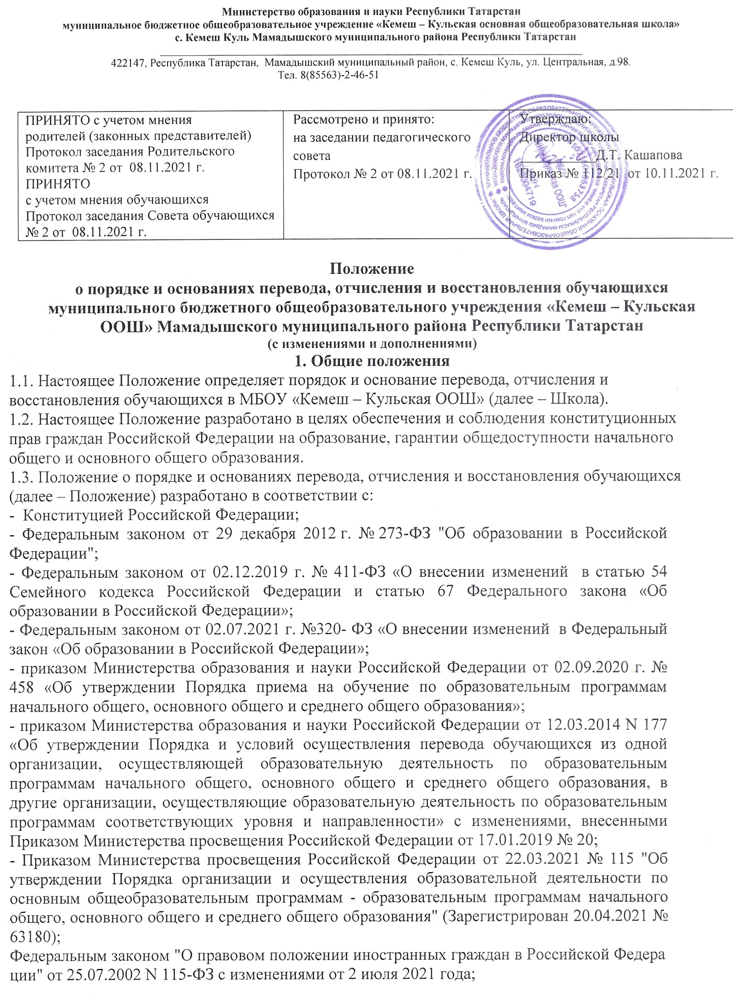 Министерство образования и науки Республики Татарстан
муниципальное бюджетное общеобразовательное учреждение «Кемеш – Кульская основная общеобразовательная школа»
с. Кемеш Куль Мамадышского муниципального района Республики Татарстан
422147, Республика Татарстан, Мамадышский муниципальный район, с. Кемеш Куль, ул. Центральная, д.98.
Тел. 8(85563)-2-46-51
ПРИНЯТО с учетом мнения
родителей (законных представителей)
Протокол заседания Родительского
комитета № 2 от 08.11.2021 г.
ПРИНЯТО
с учетом мнения обучающихся
Протокол заседания Совета обучающихся
№ 2 от 08.11.2021 г.
Рассмотрено и принято:
на заседании педагогического
совета
Протокол № 2 от 08.11.2021 г.
Утверждаю:
Директор школы
____________Д.Т. Кашапова
Приказ № 112/21 от 10.11.2021 г.
Положение
о порядке и основаниях перевода, отчисления и восстановления обучающихся
муниципального бюджетного общеобразовательного учреждения «Кемеш – Кульская
ООШ» Мамадышского муниципального района Республики Татарстан
(с изменениями и дополнениями)
1. Общие положения
1.1. Настоящее Положение определяет порядок и основание перевода, отчисления и
восстановления обучающихся в МБОУ «Кемеш – Кульская ООШ» (далее – Школа).
1.2. Настоящее Положение разработано в целях обеспечения и соблюдения конституционных
прав граждан Российской Федерации на образование, гарантии общедоступности начального
общего и основного общего образования.
1.3. Положение о порядке и основаниях перевода, отчисления и восстановления обучающихся
(далее – Положение) разработано в соответствии с:
- Конституцией Российской Федерации;
- Федеральным законом от 29 декабря 2012 г. № 273-ФЗ "Об образовании в Российской
Федерации";
- Федеральным законом от 02.12.2019 г. № 411-ФЗ «О внесении изменений в статью 54
Семейного кодекса Российской Федерации и статью 67 Федерального закона «Об
образовании в Российской Федерации»;
- Федеральным законом от 02.07.2021 г. №320- ФЗ «О внесении изменений в Федеральный
закон «Об образовании в Российской Федерации»;
- приказом Министерства образования и науки Российской Федерации от 02.09.2020 г. №
458 «Об утверждении Порядка приема на обучение по образовательным программам
начального общего, основного общего и среднего общего образования»;
- приказом Министерства образования и науки Российской Федерации от 12.03.2014 N 177
«Об утверждении Порядка и условий осуществления перевода обучающихся из одной
организации, осуществляющей образовательную деятельность по образовательным
программам начального общего, основного общего и среднего общего образования, в
другие организации, осуществляющие образовательную деятельность по образовательным
программам соответствующих уровня и направленности» с изменениями, внесенными
Приказом Министерства просвещения Российской Федерации от 17.01.2019 № 20;
- Приказом Министерства просвещения Российской Федерации от 22.03.2021 № 115 "Об
утверждении Порядка организации и осуществления образовательной деятельности по
основным общеобразовательным программам - образовательным программам начального
общего, основного общего и среднего общего образования" (Зарегистрирован 20.04.2021 №
63180);
Федеральным законом "О правовом положении иностранных граждан в Российской Федера
ции" от 25.07.2002 N 115-ФЗ с изменениями от 2 июля 2021 года;